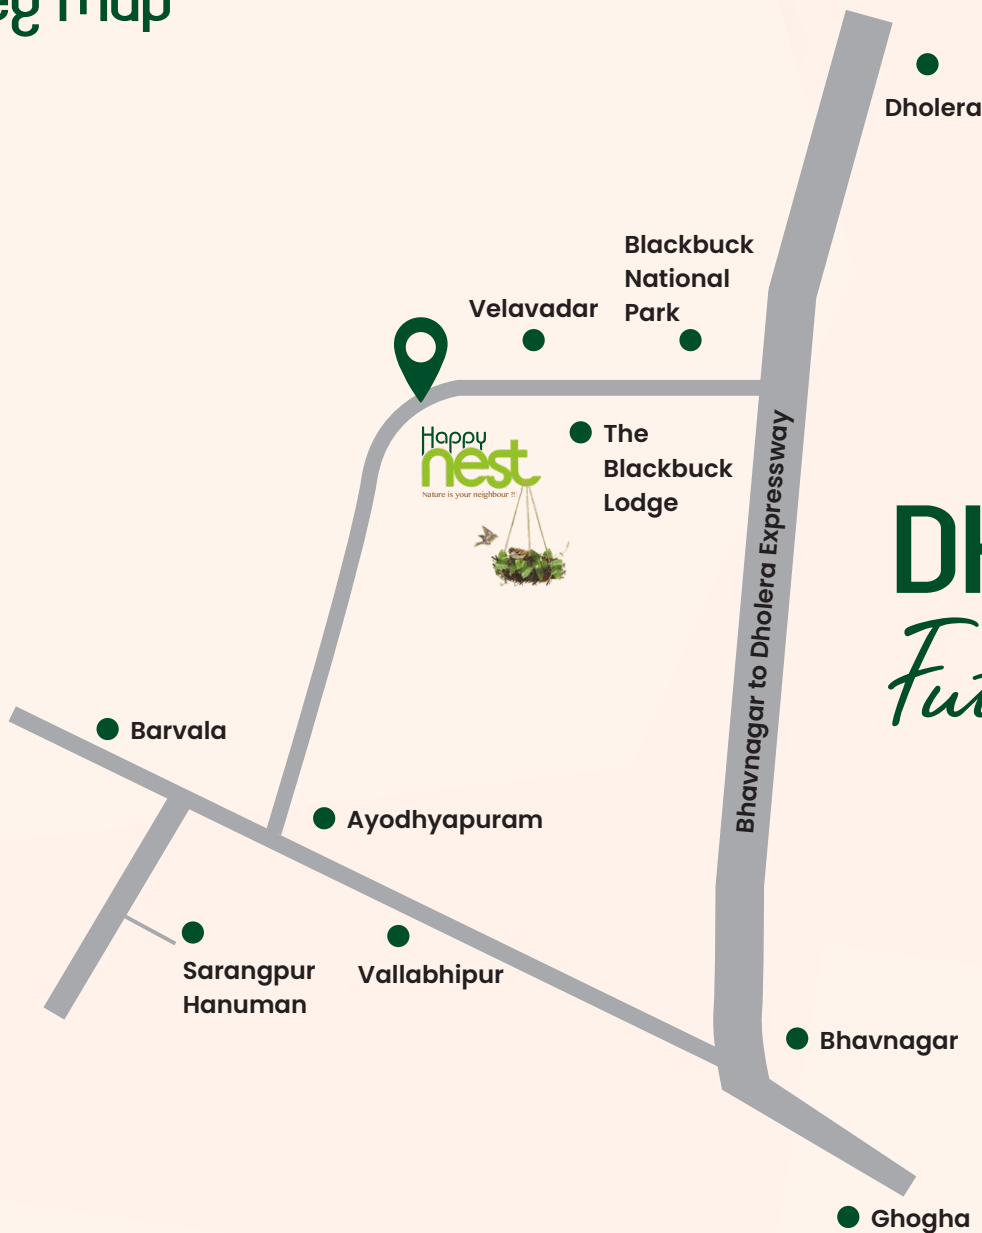 Dholera
Blackbuck
National
Park
Velavadar
The
Blackbuck
Lodge
Happy
nest
Nature is your neighbour !!
Bhavnagar to Dholera Expressway
Barvala
Ayodhyapuram
Sarangpur
Hanuman
Vallabhipur
Bhavnagar
Ghogha